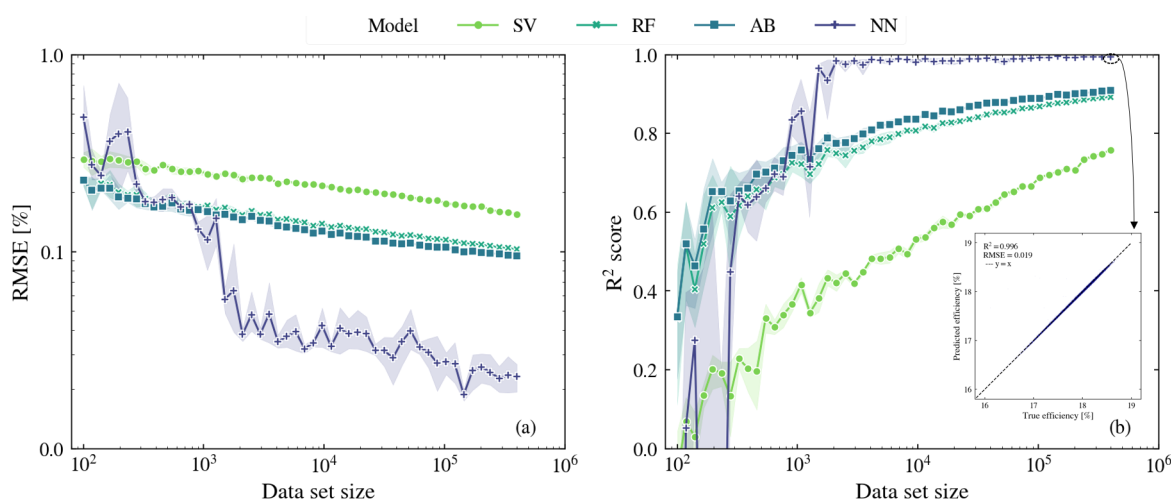 Model SV RF AB NN
1.0
0.1
0.0
RMSE [%]
10² 10³ 10⁴ 10⁵ 10⁶
Data set size
(a)
1.0
0.8
0.6
0.4
0.2
0.0
R² score
10² 10³ 10⁴ 10⁵ 10⁶
Data set size
(b)
R² = 0.996
RMSE = 0.019
y = x
19
18
17
16
Predicted efficiency [%]
16 17 18 19
True efficiency [%]